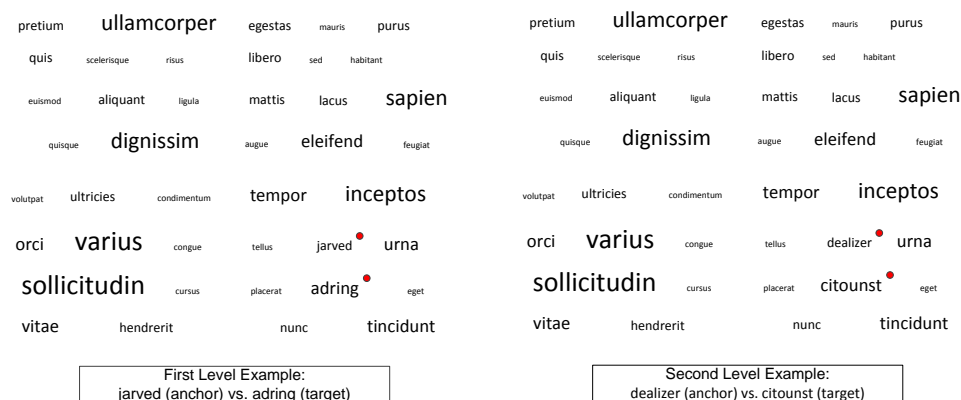 pretium ullamcorper egestas mauris purus
quis scelerisque risus libero sed habitant
euismod aliquant ligula mattis lacus sapien
quisque dignissim augue eleifend feugiat
volutpat ultricies condimentum tempor inceptos
orci varius congue tellus jarved urna
sollicitudin cursus placerat adring eget
vitae hendrerit nunc tincidunt
First Level Example:
jarved (anchor) vs. adring (target)
pretium ullamcorper egestas mauris purus
quis scelerisque risus libero sed habitant
euismod aliquant ligula mattis lacus sapien
quisque dignissim augue eleifend feugiat
volutpat ultricies condimentum tempor inceptos
orci varius congue tellus dealizer urna
sollicitudin cursus placerat citounst eget
vitae hendrerit nunc tincidunt
Second Level Example:
dealizer (anchor) vs. citounst (target)